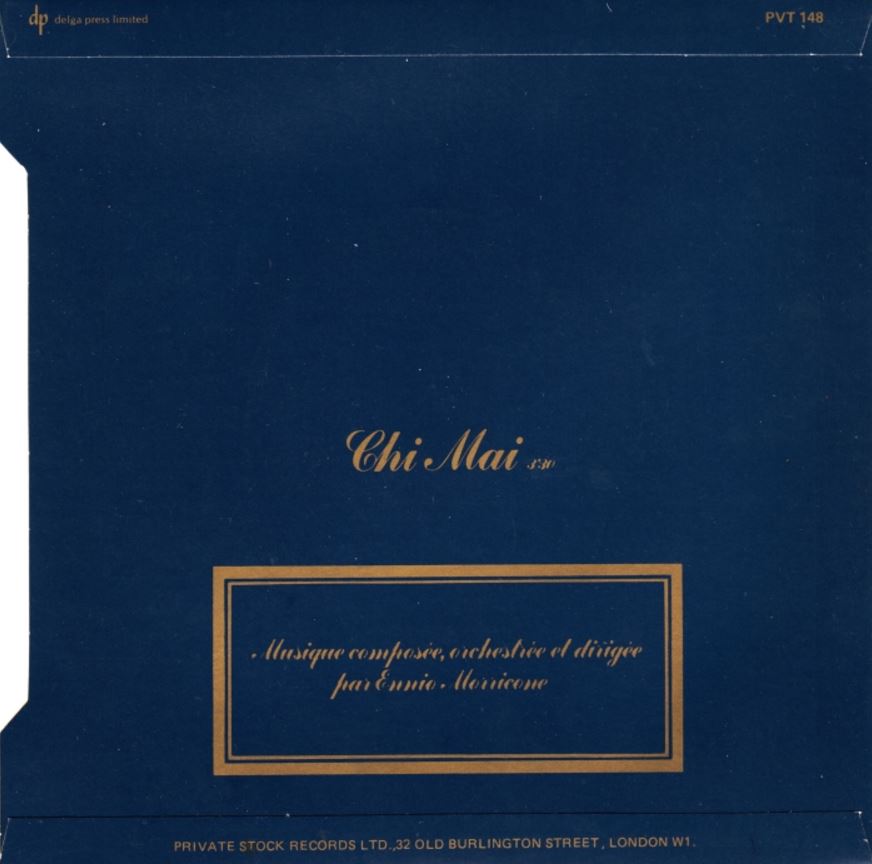 dp delga press limited
PVT 148
Chi Mai 3'30
Musique composée, orchestrée et dirigée
par Ennio Morricone
PRIVATE STOCK RECORDS LTD.,32 OLD BURLINGTON STREET, LONDON W1.